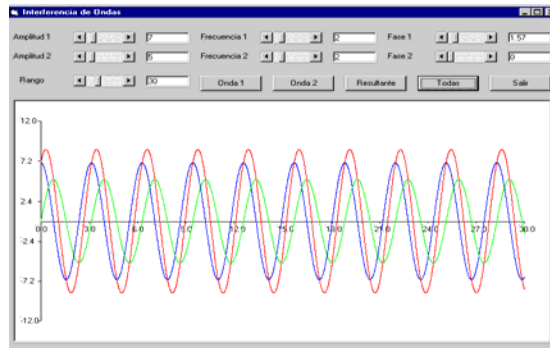 Interferencia de Ondas
Amplitud 1 7 Frecuencia 1 2 Fase 1 1.57
Amplitud 2 5 Frecuencia 2 2 Fase 2 0
Rango 30 Onda 1 Onda 2 Resultante Todas Salir
12.0
7.2
2.4
0.0 3.0 6.0 9.0 12.0 15.0 18.0 21.0 24.0 27.0 30.0
-2.4
-7.2
-12.0